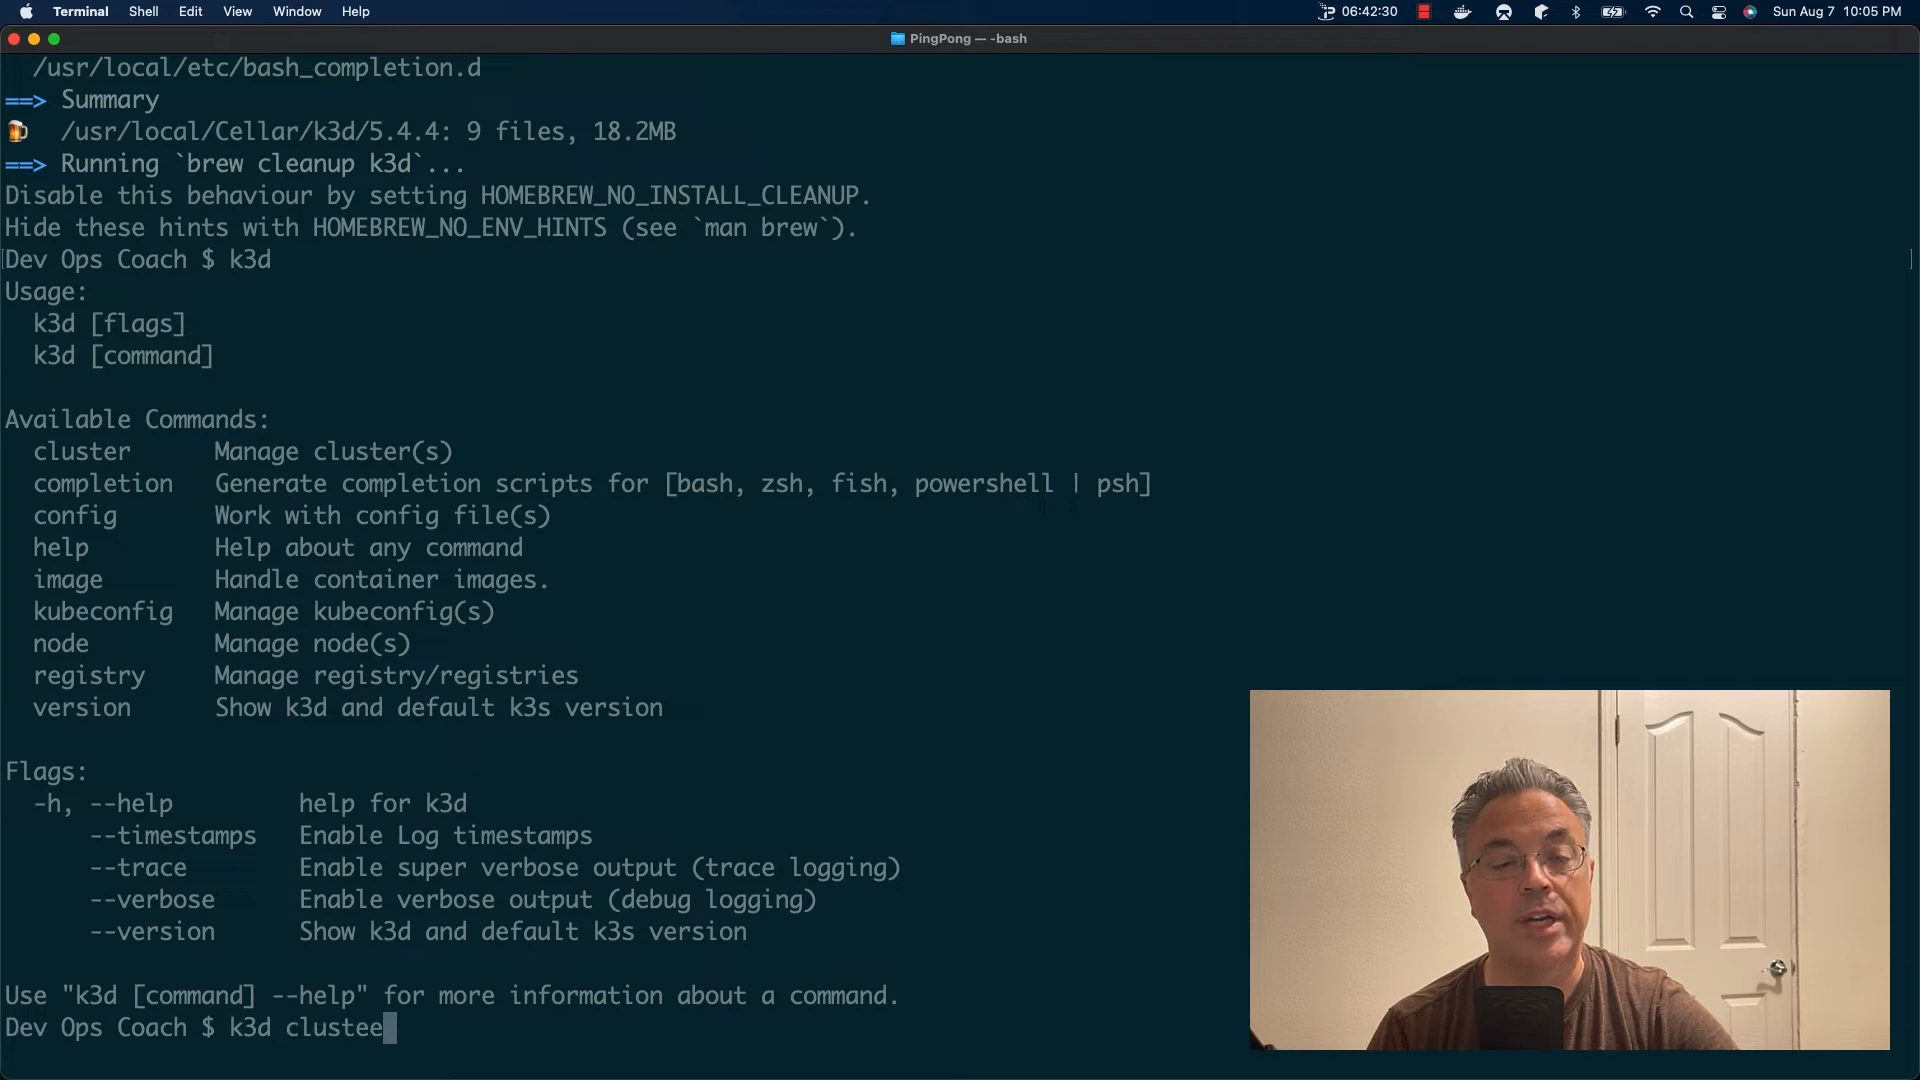 Terminal Shell Edit View Window Help 06:42:30 Sun Aug 7 10:05 PM
PingPong — -bash
/usr/local/etc/bash_completion.d
==> Summary
/usr/local/Cellar/k3d/5.4.4: 9 files, 18.2MB
==> Running `brew cleanup k3d`...
Disable this behaviour by setting HOMEBREW_NO_INSTALL_CLEANUP.
Hide these hints with HOMEBREW_NO_ENV_HINTS (see `man brew`).
[Dev Ops Coach $ k3d ]
Usage:
k3d [flags]
k3d [command]
Available Commands:
cluster Manage cluster(s)
completion Generate completion scripts for [bash, zsh, fish, powershell | psh]
config Work with config file(s)
help Help about any command
image Handle container images.
kubeconfig Manage kubeconfig(s)
node Manage node(s)
registry Manage registry/registries
version Show k3d and default k3s version
Flags:
-h, --help help for k3d
--timestamps Enable Log timestamps
--trace Enable super verbose output (trace logging)
--verbose Enable verbose output (debug logging)
--version Show k3d and default k3s version
Use "k3d [command] --help" for more information about a command.
Dev Ops Coach $ k3d clustee